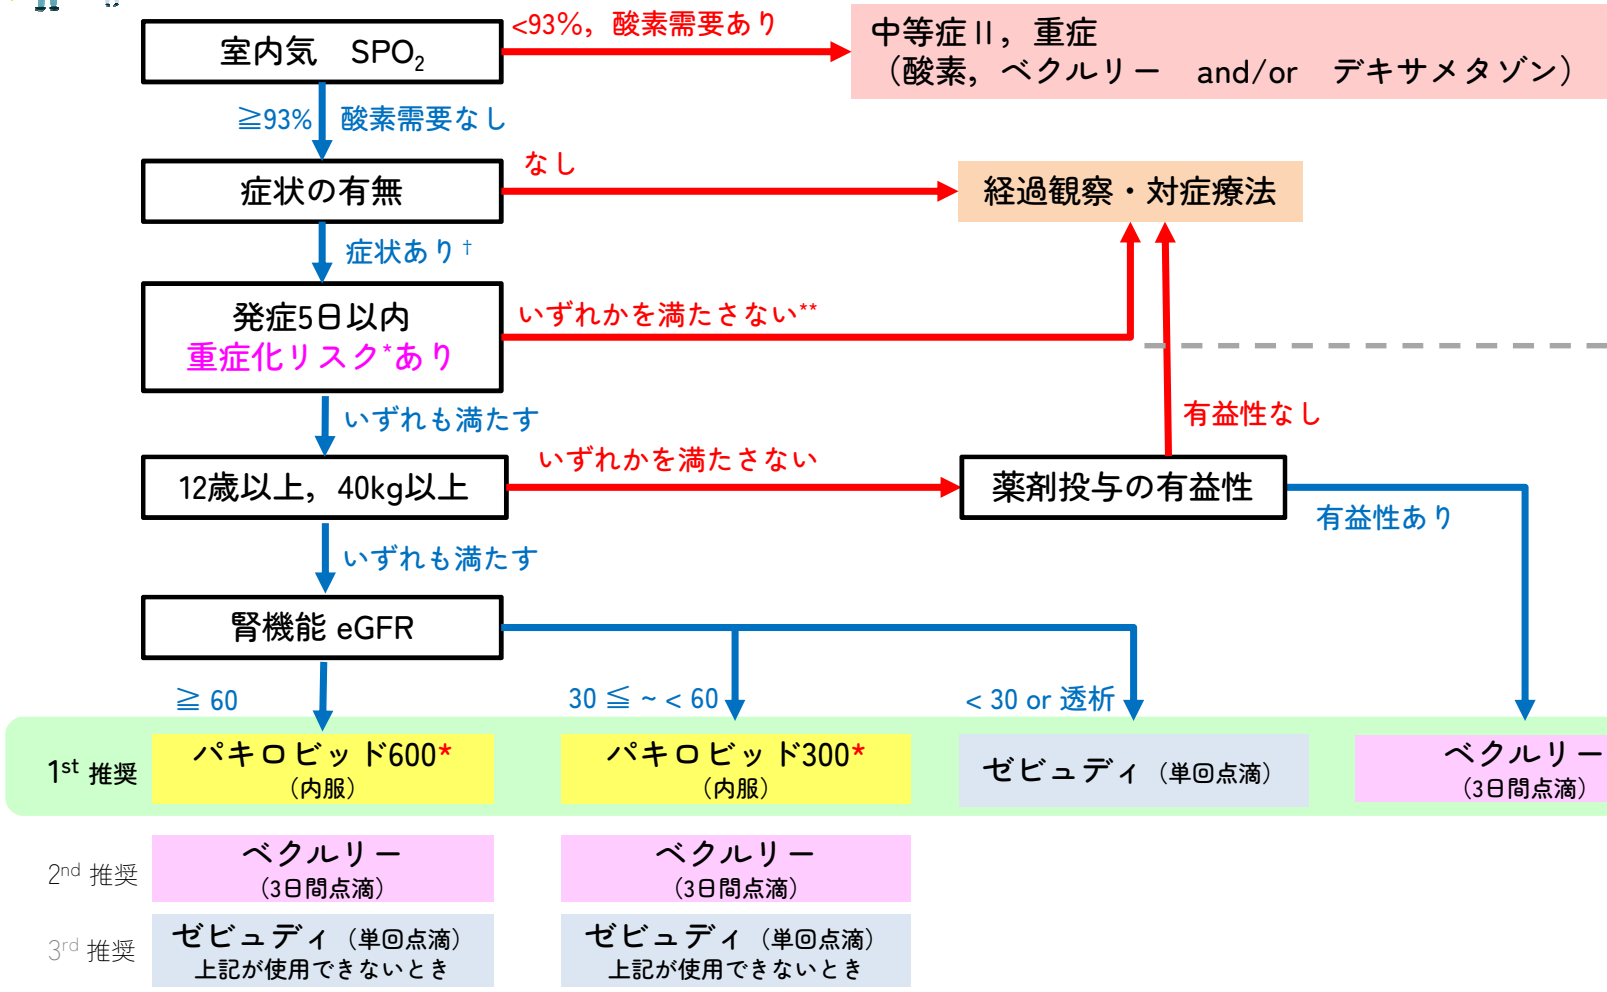 室内気　SPO₂
<93%，酸素需要あり
中等症Ⅱ，重症
（酸素，ベクルリー　and/or　デキサメタゾン）
≧93%　酸素需要なし
症状の有無
なし
経過観察・対症療法
症状あり†
発症5日以内
重症化リスク*あり
いずれかを満たさない**
いずれも満たす
有益性なし
12歳以上，40kg以上
いずれかを満たさない
薬剤投与の有益性
有益性あり
いずれも満たす
腎機能 eGFR
≧ 60
30 ≦ ~ < 60
< 30 or 透析
1st 推奨
パキロビッド600*
（内服）
パキロビッド300*
（内服）
ゼビュディ（単回点滴）
ベクルリー
（3日間点滴）
2nd 推奨
ベクルリー
（3日間点滴）
ベクルリー
（3日間点滴）
3rd 推奨
ゼビュディ（単回点滴）
上記が使用できないとき
ゼビュディ（単回点滴）
上記が使用できないとき